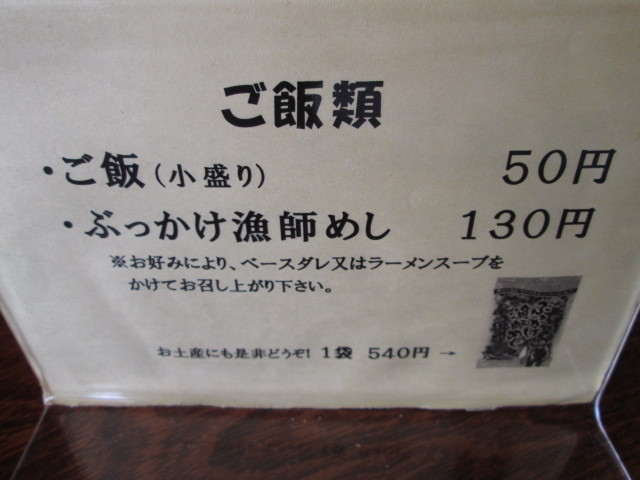 ご飯類
・ご飯（小盛り） 50円
・ぶっかけ漁師めし 130円
※お好みにより、ベースダレ又はラーメンスープを
かけてお召し上がり下さい。
お土産にも是非どうぞ! 1袋 540円 →